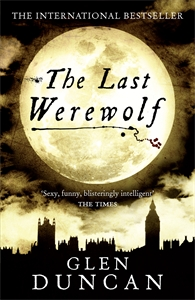 THE INTERNATIONAL BESTSELLER
The Last
Werewolf
'Sexy, funny, blisteringly intelligent'
THE TIMES
GLEN
DUNCAN